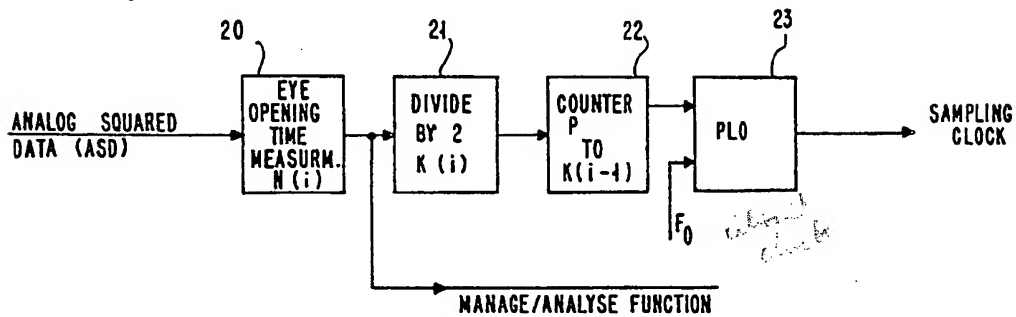 20
21
22
23
ANALOG SQUARED
DATA (ASD)
EYE
OPENING
TIME
MEASURM.
N (i)
DIVIDE
BY 2
K (i)
COUNTER
P
TO
K(i-1)
PLO
SAMPLING
CLOCK
F0
MANAGE/ANALYSE FUNCTION